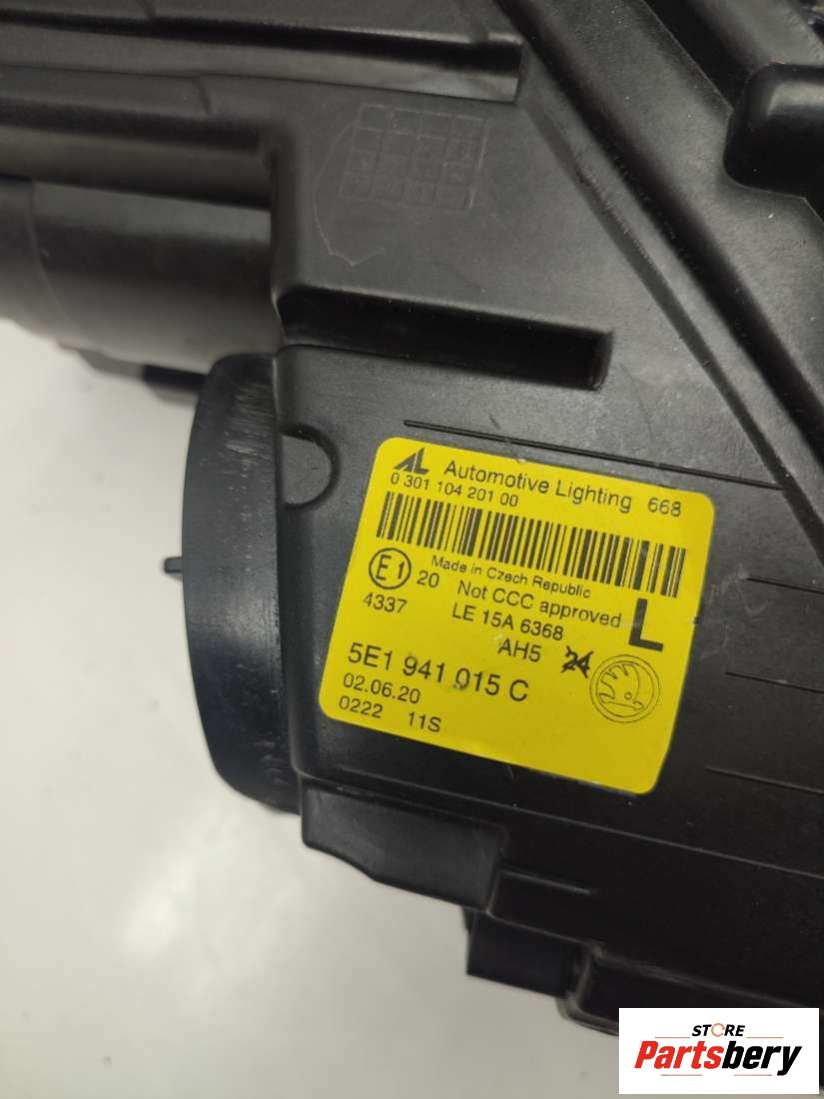 AL Automotive Lighting 668
0 301 104 201 00
Made in Czech Republic
E1 20 Not CCC approved L
4337 LE 15A 6368
AH5 24
5E1 941 015 C
02.06.20
0222 11S
STORE
Partsbery